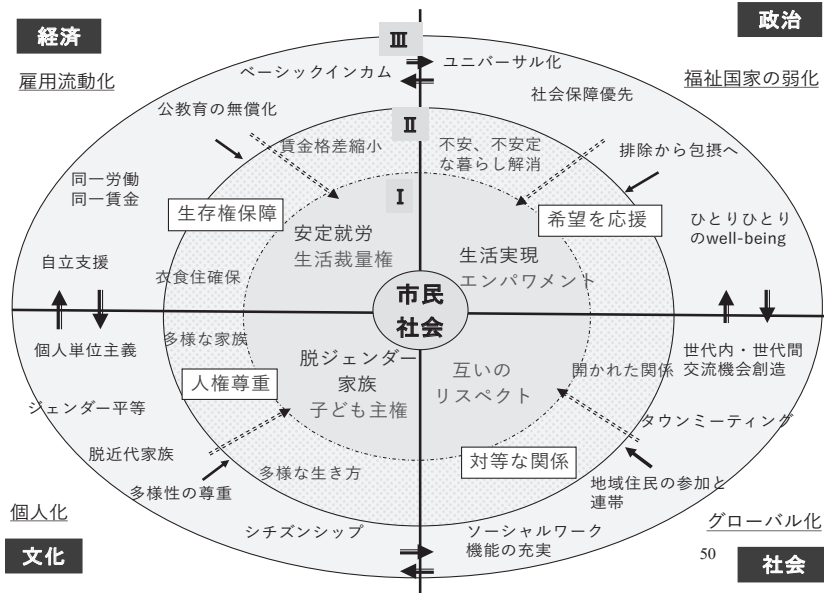 経済
政治
Ⅲ
ベーシックインカム
ユニバーサル化
雇用流動化
福祉国家の弱化
社会保障優先
公教育の無償化
Ⅱ
賃金格差縮小
不安、不安定
な暮らし解消
排除から包摂へ
同一労働
同一賃金
Ⅰ
生存権保障
希望を応援
ひとりひとり
のwell-being
安定就労
生活裁量権
生活実現
エンパワメント
自立支援
衣食住確保
市民
社会
個人単位主義
多様な家族
世代内・世代間
交流機会創造
脱ジェンダー
家族
子ども主権
互いの
リスペクト
開かれた関係
人権尊重
ジェンダー平等
タウンミーティング
脱近代家族
多様な生き方
対等な関係
多様性の尊重
地域住民の参加と
連帯
個人化
グローバル化
シチズンシップ
ソーシャルワーク
機能の充実
文化
50
社会